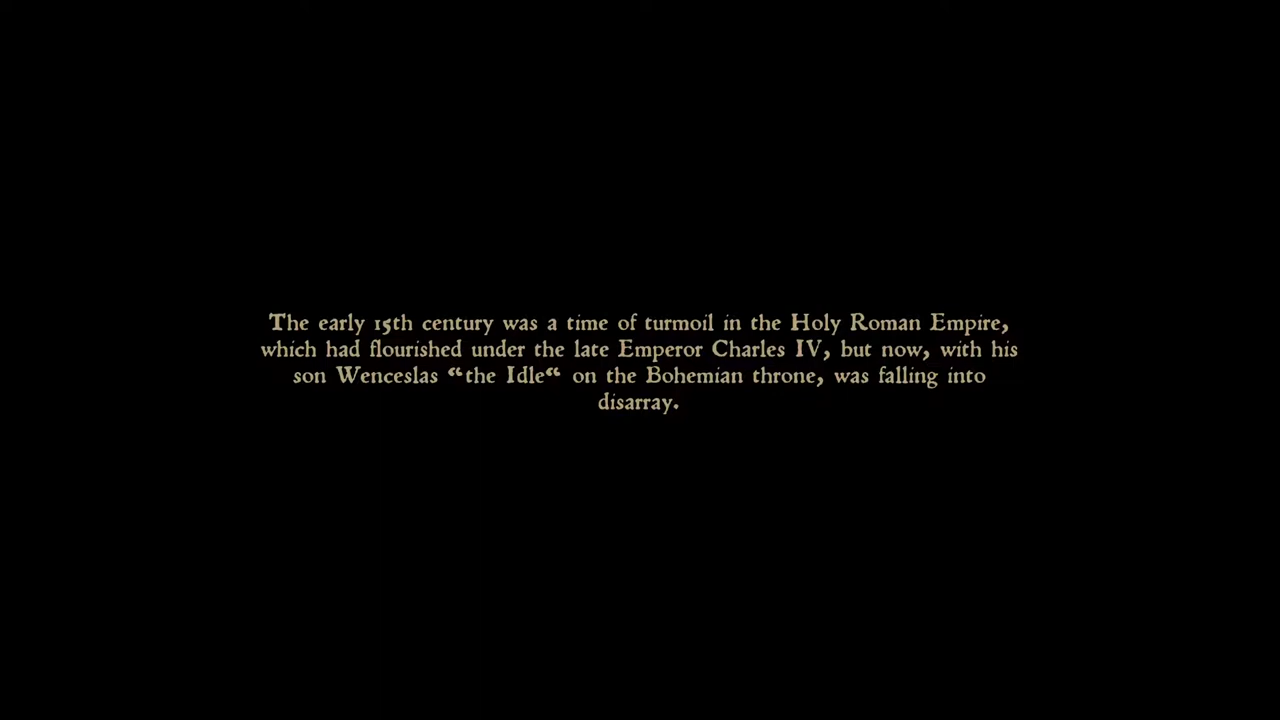 The early 15th century was a time of turmoil in the Holy Roman Empire,
which had flourished under the late Emperor Charles IV, but now, with his
son Wenceslas “the Idle“ on the Bohemian throne, was falling into
disarray.